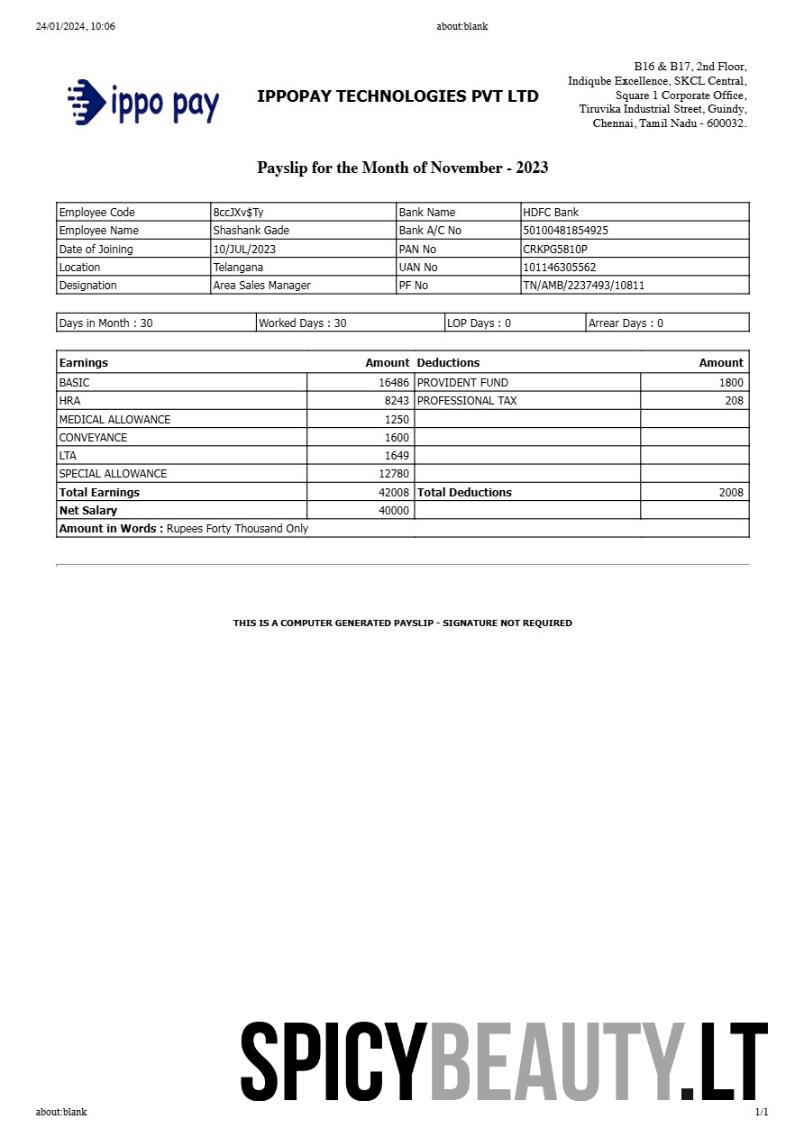 24/01/2024, 10:06 about:blank
ippo pay
IPPOPAY TECHNOLOGIES PVT LTD
B16 & B17, 2nd Floor,
Indiqube Excellence, SKCL Central,
Square 1 Corporate Office,
Tiruvika Industrial Street, Guindy,
Chennai, Tamil Nadu - 600032.
Payslip for the Month of November - 2023
Employee Code 8ccJXv$Ty Bank Name HDFC Bank
Employee Name Shashank Gade Bank A/C No 50100481854925
Date of Joining 10/JUL/2023 PAN No CRKPG5810P
Location Telangana UAN No 101146305562
Designation Area Sales Manager PF No TN/AMB/2237493/10811
Days in Month : 30 Worked Days : 30 LOP Days : 0 Arrear Days : 0
Earnings Amount Deductions Amount
BASIC 16486 PROVIDENT FUND 1800
HRA 8243 PROFESSIONAL TAX 208
MEDICAL ALLOWANCE 1250
CONVEYANCE 1600
LTA 1649
SPECIAL ALLOWANCE 12780
Total Earnings 42008 Total Deductions 2008
Net Salary 40000
Amount in Words : Rupees Forty Thousand Only
THIS IS A COMPUTER GENERATED PAYSLIP - SIGNATURE NOT REQUIRED
SPICYBEAUTY.LT
about:blank 1/1